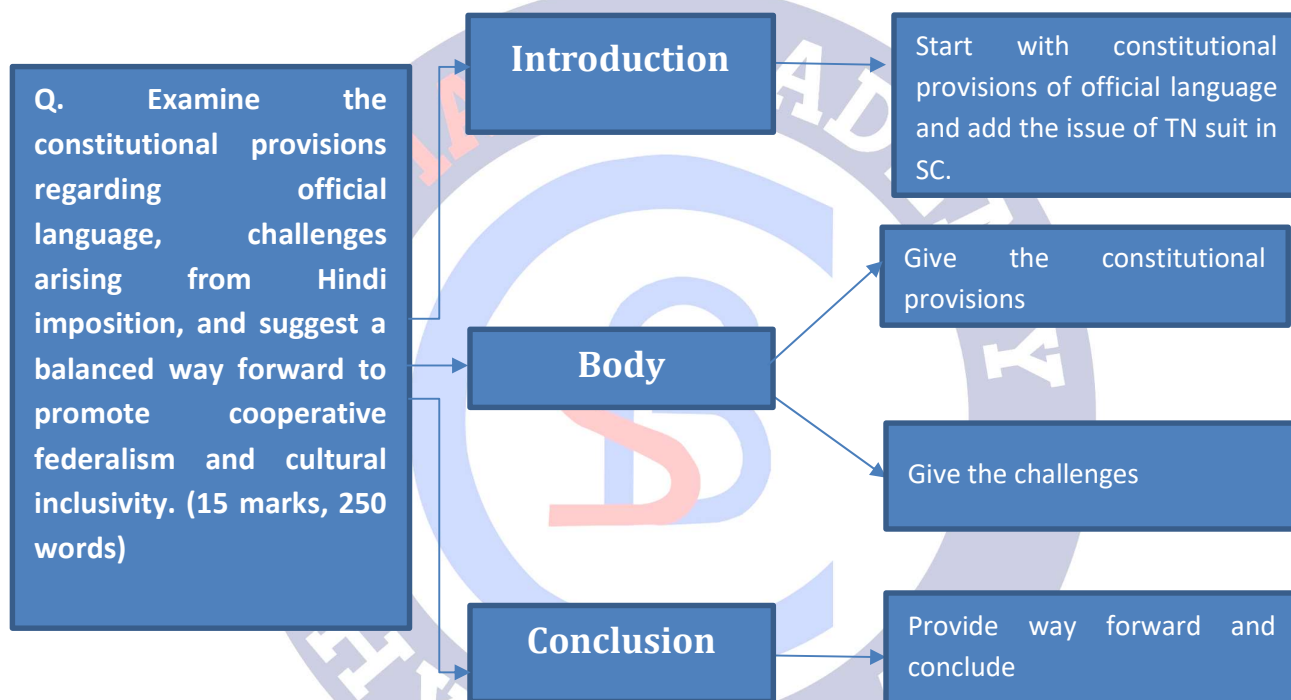 Q. Examine the
constitutional provisions
regarding official
language, challenges
arising from Hindi
imposition, and suggest a
balanced way forward to
promote cooperative
federalism and cultural
inclusivity. (15 marks, 250
words)
Introduction
Start with constitutional
provisions of official language
and add the issue of TN suit in
SC.
Body
Give the constitutional
provisions
Give the challenges
Conclusion
Provide way forward and
conclude